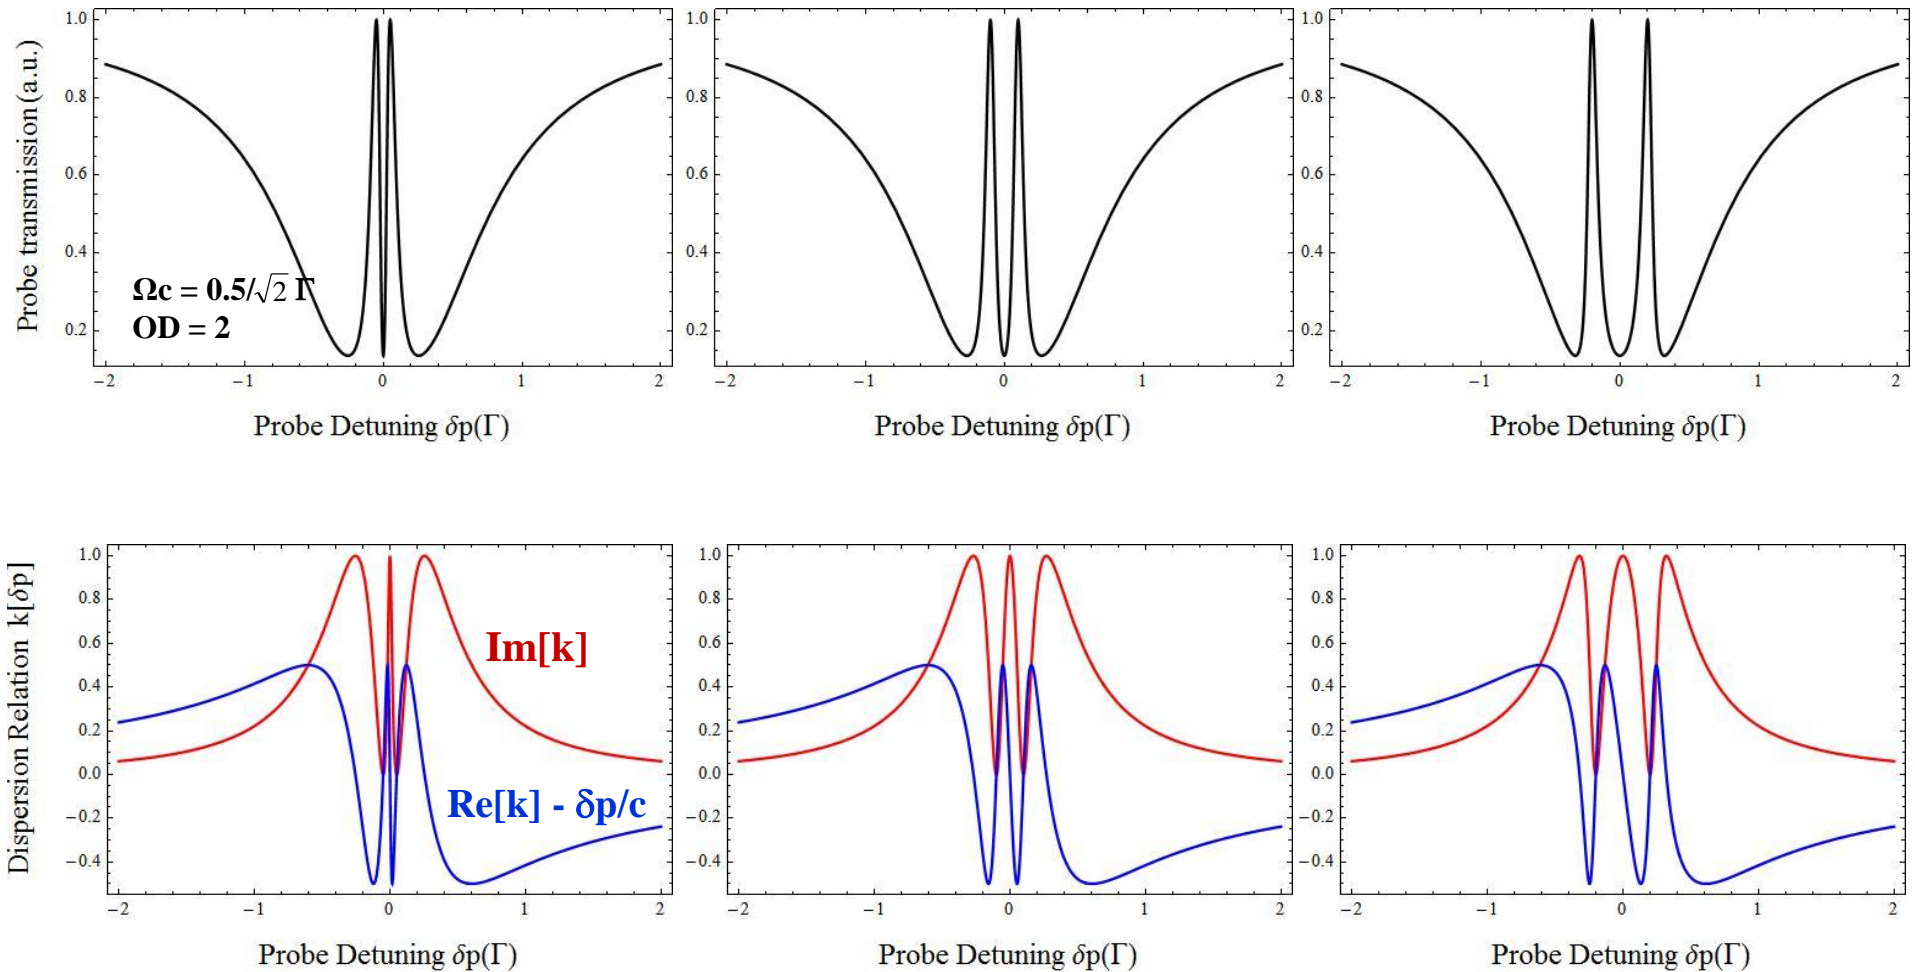 Probe transmission (a.u.)
1.0
0.8
0.6
0.4
0.2
Ωc = 0.5/√2 Γ
OD = 2
−2 −1 0 1 2
Probe Detuning δp(Γ)
1.0
0.8
0.6
0.4
0.2
−2 −1 0 1 2
Probe Detuning δp(Γ)
1.0
0.8
0.6
0.4
0.2
−2 −1 0 1 2
Probe Detuning δp(Γ)
Dispersion Relation k[δp]
1.0
0.8
0.6
0.4
0.2
0.0
−0.2
−0.4
Im[k]
Re[k] - δp/c
−2 −1 0 1 2
Probe Detuning δp(Γ)
1.0
0.8
0.6
0.4
0.2
0.0
−0.2
−0.4
−2 −1 0 1 2
Probe Detuning δp(Γ)
1.0
0.8
0.6
0.4
0.2
0.0
−0.2
−0.4
−2 −1 0 1 2
Probe Detuning δp(Γ)